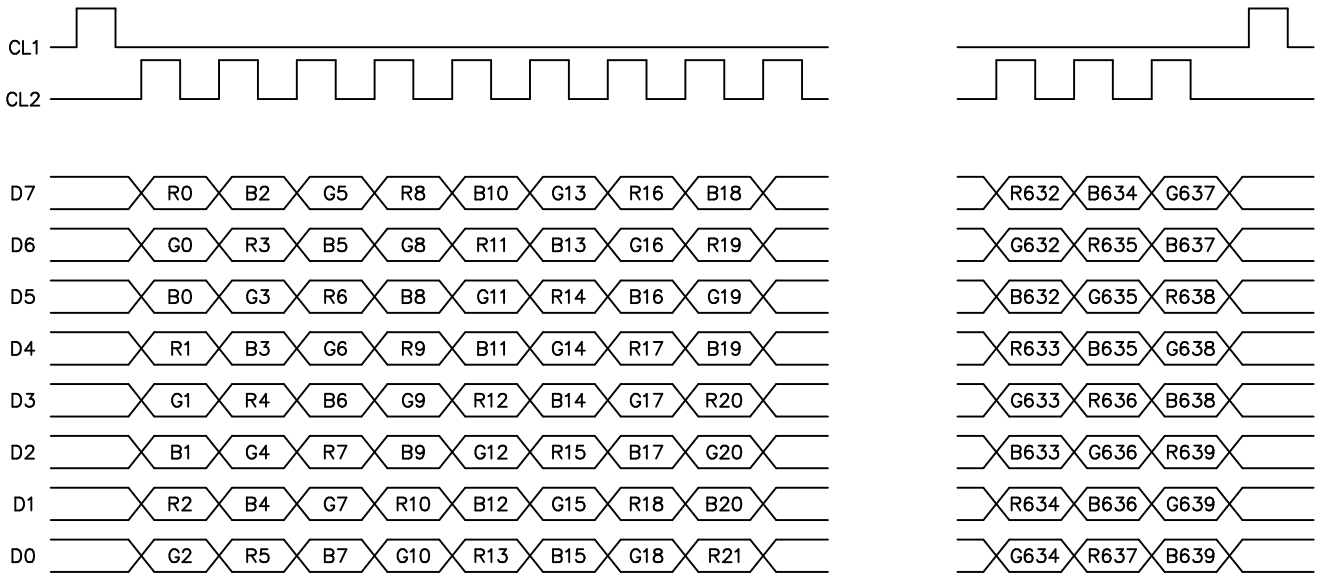 CL1
CL2
D7 R0 B2 G5 R8 B10 G13 R16 B18 R632 B634 G637
D6 G0 R3 B5 G8 R11 B13 G16 R19 G632 R635 B637
D5 B0 G3 R6 B8 G11 R14 B16 G19 B632 G635 R638
D4 R1 B3 G6 R9 B11 G14 R17 B19 R633 B635 G638
D3 G1 R4 B6 G9 R12 B14 G17 R20 G633 R636 B638
D2 B1 G4 R7 B9 G12 R15 B17 G20 B633 G636 R639
D1 R2 B4 G7 R10 B12 G15 R18 B20 R634 B636 G639
D0 G2 R5 B7 G10 R13 B15 G18 R21 G634 R637 B639